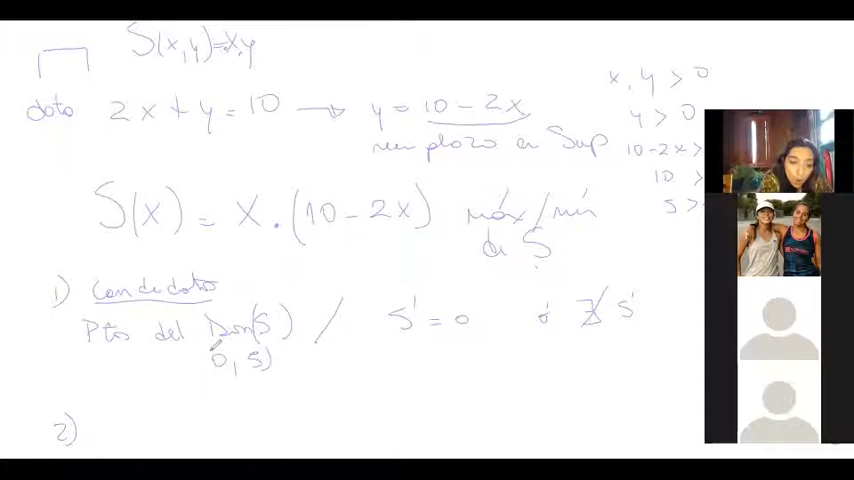 S(x,y)=x.y
dato 2x+y=10 → y = 10-2x
reemplazo en Sup
x, y > 0
y > 0
10-2x >
10 >
5 >
S(x) = x . (10-2x) máx/mín
de S
1) Candidatos
Ptos del Dom(S) / S' = 0 ó ∄ S'
0, 5)
2)